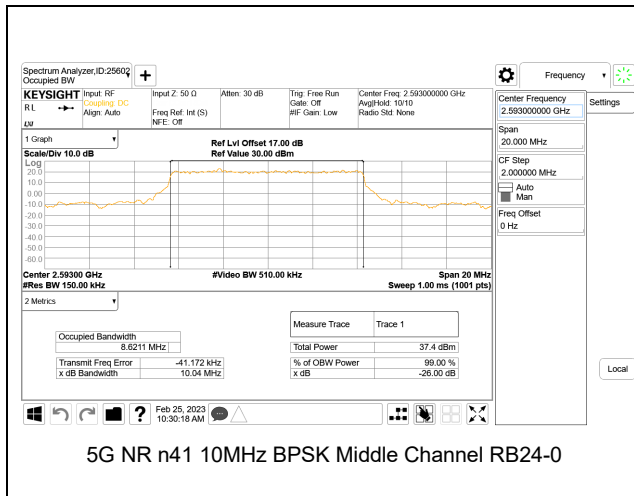 Spectrum Analyzer,ID:25602
Occupied BW
KEYSIGHT
RL
Input: RF
Coupling: DC
Align: Auto
Input Z: 50 Ω
Freq Ref: Int (S)
NFE: Off
Atten: 30 dB
Trig: Free Run
Gate: Off
#IF Gain: Low
Center Freq: 2.593000000 GHz
Avg|Hold: 10/10
Radio Std: None
1 Graph
Scale/Div 10.0 dB
Ref Lvl Offset 17.00 dB
Ref Value 30.00 dBm
Log
20.0
10.0
0.00
-10.0
-20.0
-30.0
-40.0
-50.0
-60.0
Center 2.59300 GHz
#Res BW 150.00 kHz
#Video BW 510.00 kHz
Span 20 MHz
Sweep 1.00 ms (1001 pts)
2 Metrics
Occupied Bandwidth
8.6211 MHz
Transmit Freq Error -41.172 kHz
x dB Bandwidth 10.04 MHz
Measure Trace Trace 1
Total Power 37.4 dBm
% of OBW Power 99.00 %
x dB -26.00 dB
Frequency
Center Frequency
2.593000000 GHz
Span
20.000 MHz
CF Step
2.000000 MHz
Auto
Man
Freq Offset
0 Hz
Settings
Local
Feb 25, 2023
10:30:18 AM
5G NR n41 10MHz BPSK Middle Channel RB24-0